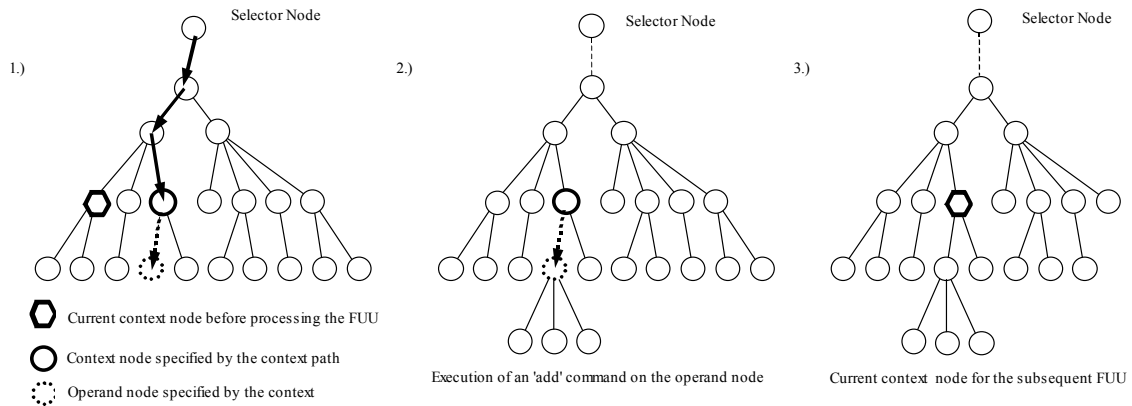 Selector Node
1.)
Current context node before processing the FUU
Context node specified by the context path
Operand node specified by the context
Selector Node
2.)
Execution of an 'add' command on the operand node
Selector Node
3.)
Current context node for the subsequent FUU